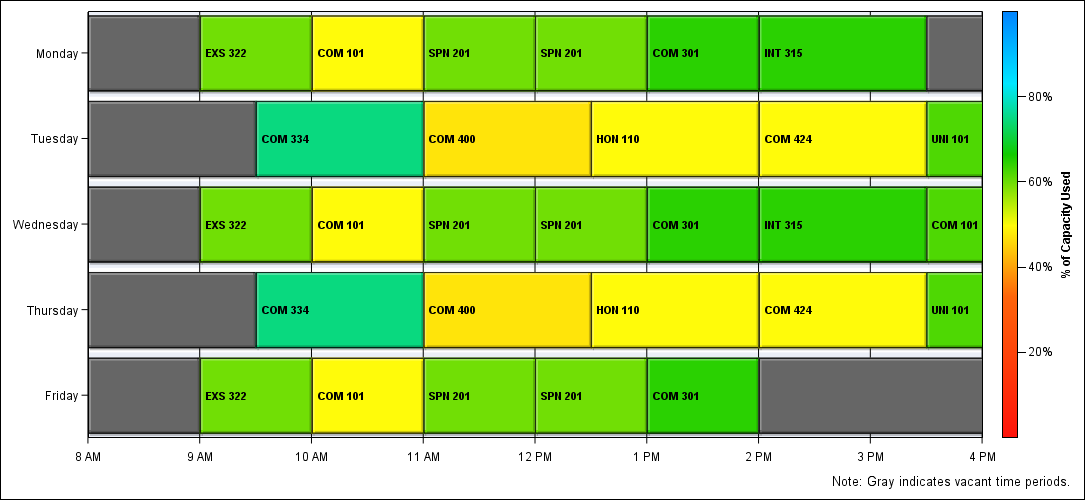 Monday
EXS 322
COM 101
SPN 201
SPN 201
COM 301
INT 315
Tuesday
COM 334
COM 400
HON 110
COM 424
UNI 101
Wednesday
EXS 322
COM 101
SPN 201
SPN 201
COM 301
INT 315
COM 101
Thursday
COM 334
COM 400
HON 110
COM 424
UNI 101
Friday
EXS 322
COM 101
SPN 201
SPN 201
COM 301
8 AM
9 AM
10 AM
11 AM
12 PM
1 PM
2 PM
3 PM
4 PM
80%
60%
40%
20%
% of Capacity Used
Note: Gray indicates vacant time periods.